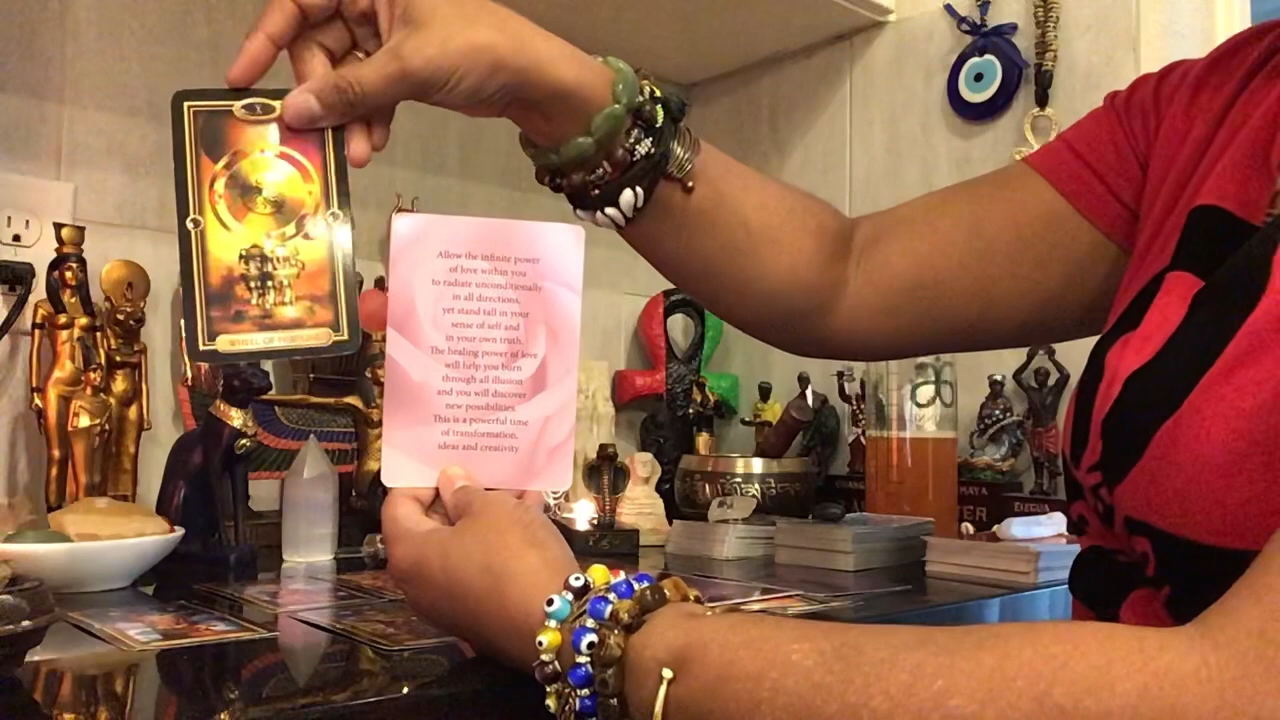 X
WHEEL OF FORTUNE
Allow the infinite power
of love within you
to radiate unconditionally
in all directions,
yet stand tall in your
sense of self and
in your own truth.
The healing power of love
will help you burn
through all illusion
and you will discover
new possibilities.
This is a powerful time
of transformation,
ideas and creativity.
MAYA
ELEGUA